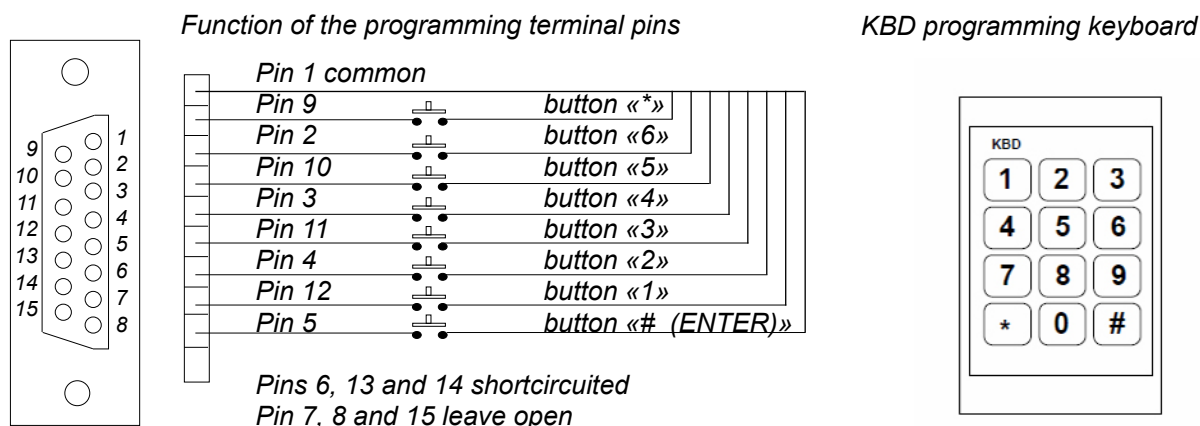 Function of the programming terminal pins
KBD programming keyboard
Pin 1 common
Pin 9 button «*»
Pin 2 button «6»
Pin 10 button «5»
Pin 3 button «4»
Pin 11 button «3»
Pin 4 button «2»
Pin 12 button «1»
Pin 5 button «# (ENTER)»
Pins 6, 13 and 14 shortcircuited
Pin 7, 8 and 15 leave open
1
9
2
10
3
11
4
12
5
13
6
14
7
15
8
KBD
1 2 3
4 5 6
7 8 9
* 0 #